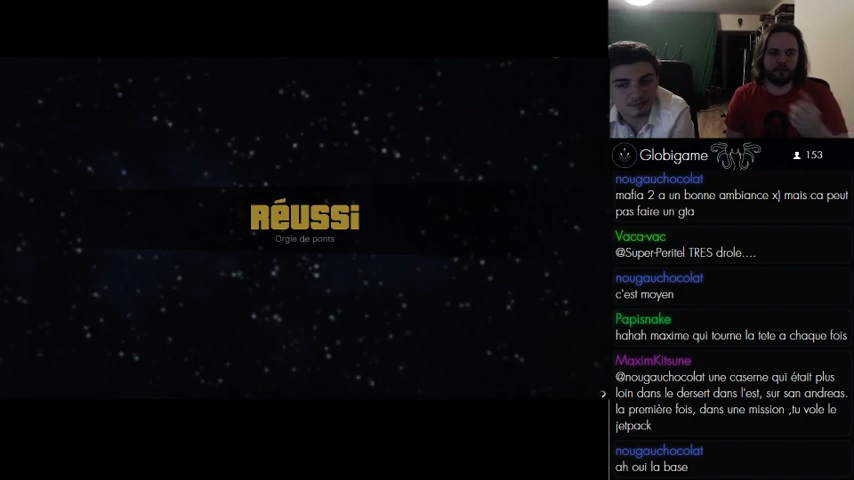 Réussi
Orgie de ponts
Globigame
153
nougauchocolat
mafia 2 a un bonne ambiance x) mais ca peut
pas faire un gta
Vaca-vac
@Super-Peritel TRES drole....
nougauchocolat
c'est moyen
Papisnake
hahah maxime qui tourne la tete a chaque fois
MaximKitsune
@nougauchocolat une caserne qui était plus
loin dans le dersert dans l'est, sur san andreas.
la première fois, dans une mission ,tu vole le
jetpack
nougauchocolat
ah oui la base